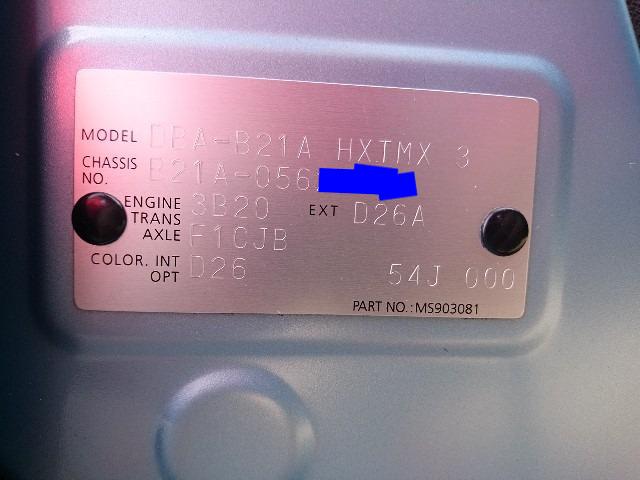 MODEL DBA-B21A HXTMX 3
CHASSIS NO. B21A-056
ENGINE 3B20 EXT D26A
TRANS AXLE F1CJB
COLOR. INT OPT D26 54J 000
PART NO.: MS903081